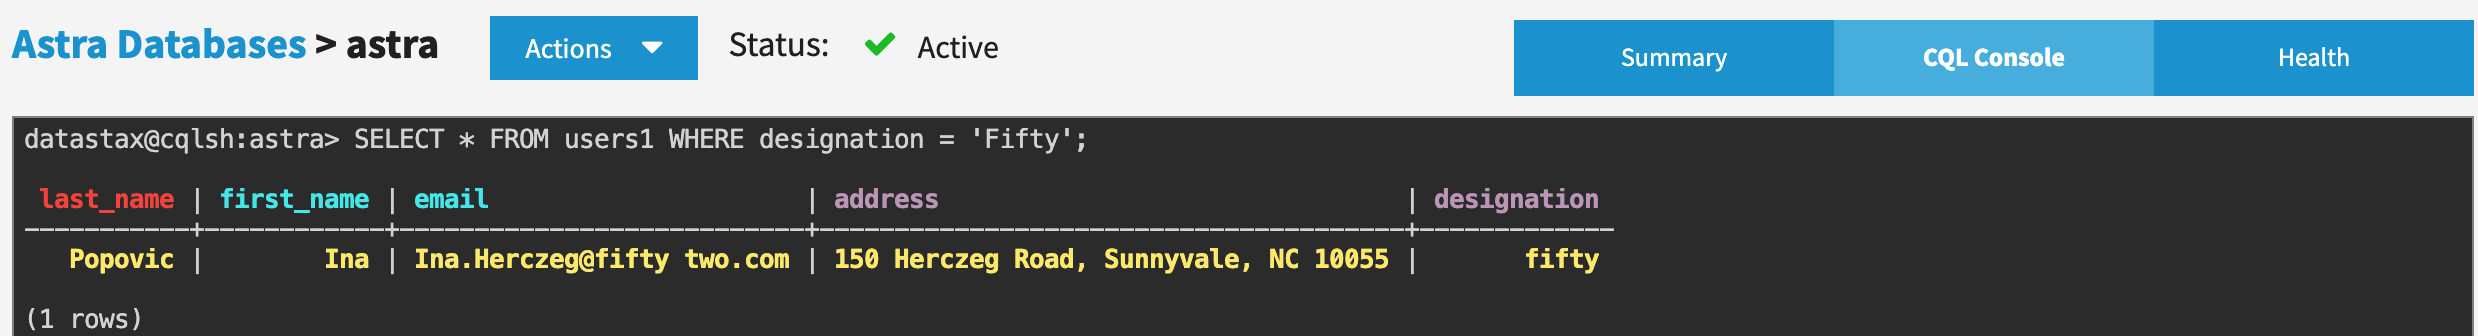 Astra Databases > astra Actions Status: Active Summary CQL Console Health
datastax@cqlsh:astra> SELECT * FROM users1 WHERE designation = 'Fifty';
last_name | first_name | email | address | designation
-----------+------------+---------------------------+---------------------------------------+-------------
Popovic | Ina | Ina.Herczeg@fifty two.com | 150 Herczeg Road, Sunnyvale, NC 10055 | fifty
(1 rows)